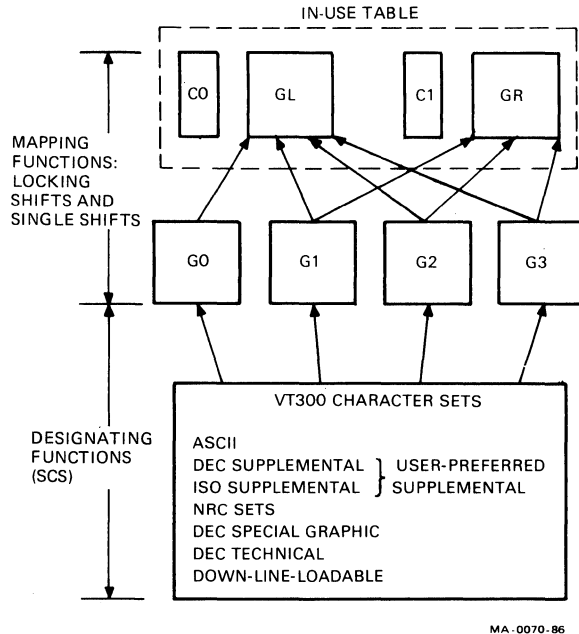 IN-USE TABLE
C0
GL
C1
GR
MAPPING
FUNCTIONS:
LOCKING
SHIFTS AND
SINGLE SHIFTS
G0
G1
G2
G3
VT300 CHARACTER SETS
DESIGNATING
FUNCTIONS
(SCS)
ASCII
DEC SUPPLEMENTAL } USER-PREFERRED
ISO SUPPLEMENTAL } SUPPLEMENTAL
NRC SETS
DEC SPECIAL GRAPHIC
DEC TECHNICAL
DOWN-LINE-LOADABLE
MA-0070-86